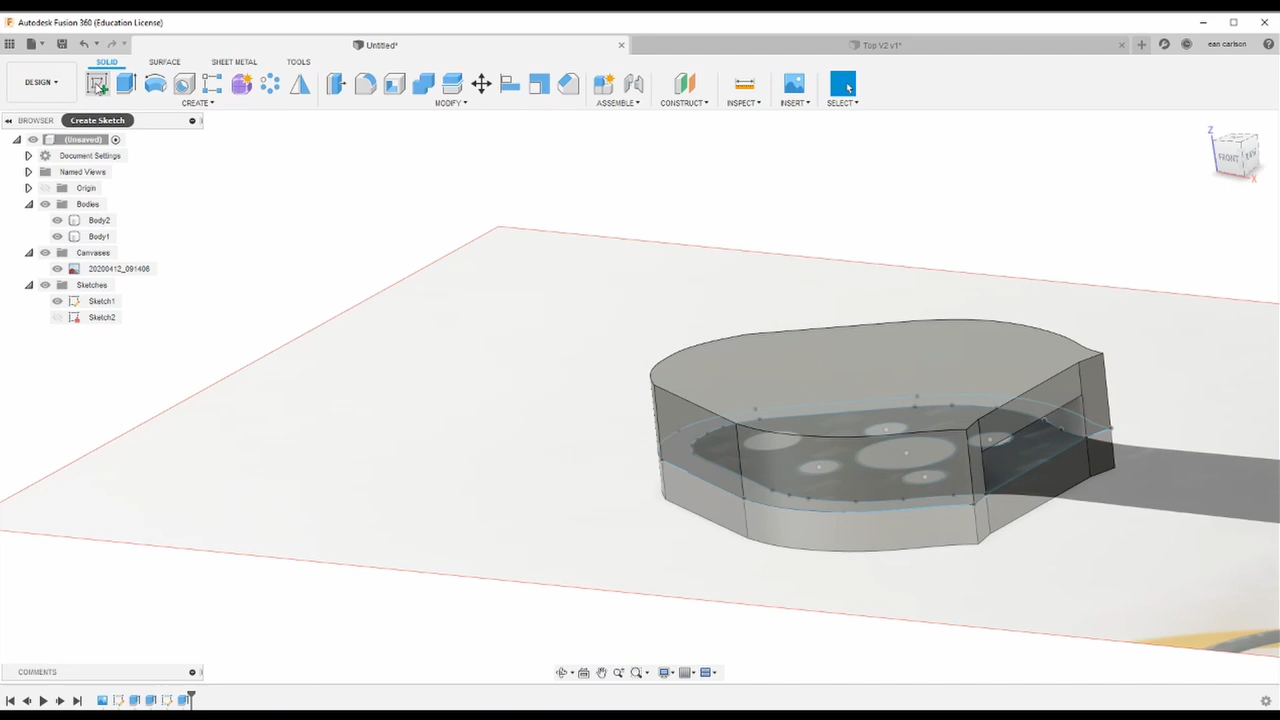 Autodesk Fusion 360 (Education License)
Untitled*
Top V2 v1*
ean carlson
SOLID
SURFACE
SHEET METAL
TOOLS
DESIGN
CREATE
MODIFY
ASSEMBLE
CONSTRUCT
INSPECT
INSERT
SELECT
BROWSER
Create Sketch
(Unsaved)
Document Settings
Named Views
Origin
Bodies
Body2
Body1
Canvases
20200412_091406
Sketches
Sketch1
Sketch2
Z
FRONT
X
COMMENTS